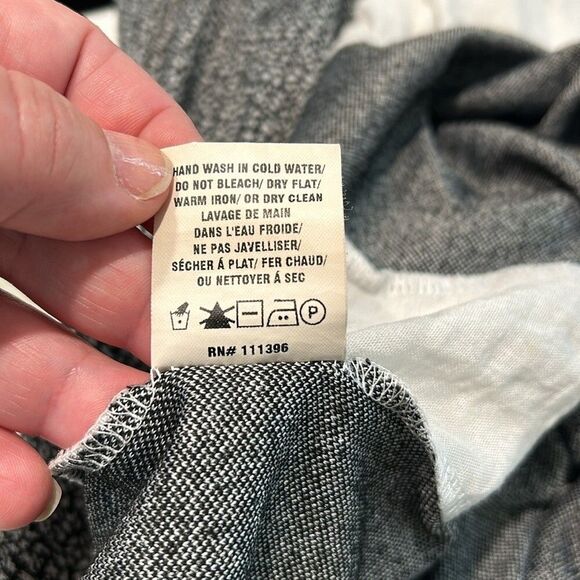 HAND WASH IN COLD WATER/
DO NOT BLEACH/ DRY FLAT/
WARM IRON/ OR DRY CLEAN
LAVAGE DE MAIN
DANS L'EAU FROIDE/
NE PAS JAVELLISER/
SÉCHER Á PLAT/ FER CHAUD/
OU NETTOYER Á SEC
P
RN# 111396